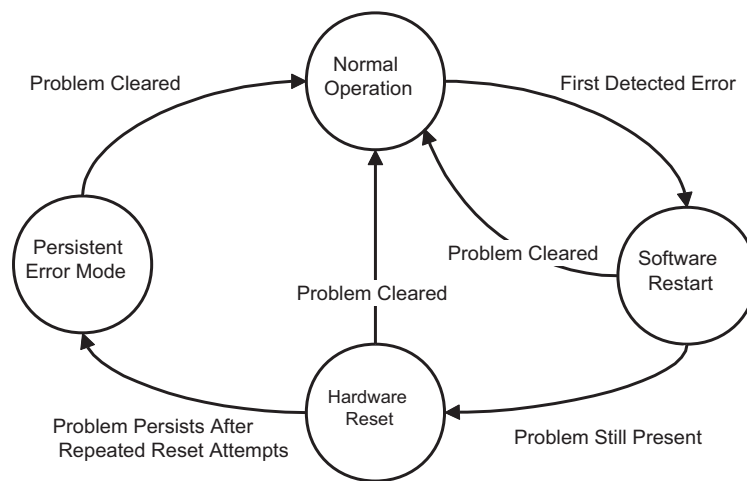 Normal
Operation
Problem Cleared
First Detected Error
Persistent
Error Mode
Problem Cleared
Software
Restart
Problem Cleared
Hardware
Reset
Problem Persists After
Repeated Reset Attempts
Problem Still Present